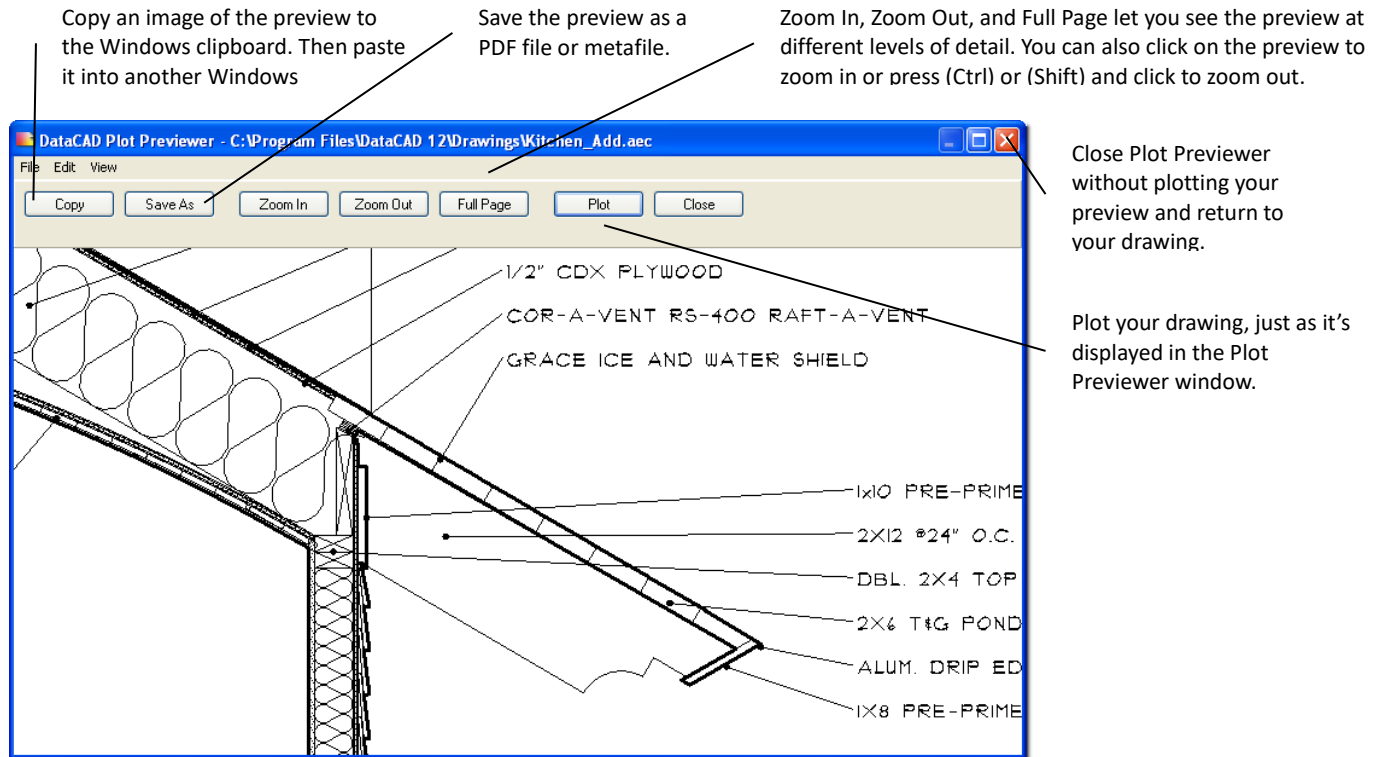 Copy an image of the preview to
the Windows clipboard. Then paste
it into another Windows
Save the preview as a
PDF file or metafile.
Zoom In, Zoom Out, and Full Page let you see the preview at
different levels of detail. You can also click on the preview to
zoom in or press (Ctrl) or (Shift) and click to zoom out.
DataCAD Plot Previewer - C:\Program Files\DataCAD 12\Drawings\Kitchen_Add.aec
File Edit View
Copy Save As Zoom In Zoom Out Full Page Plot Close
Close Plot Previewer
without plotting your
preview and return to
your drawing.
1/2" CDX PLYWOOD
COR-A-VENT RS-400 RAFT-A-VENT
GRACE ICE AND WATER SHIELD
Plot your drawing, just as it's
displayed in the Plot
Previewer window.
1x10 PRE-PRIME
2X12 @24" O.C.
DBL. 2X4 TOP
2X6 T&G POND
ALUM. DRIP ED
1X8 PRE-PRIME